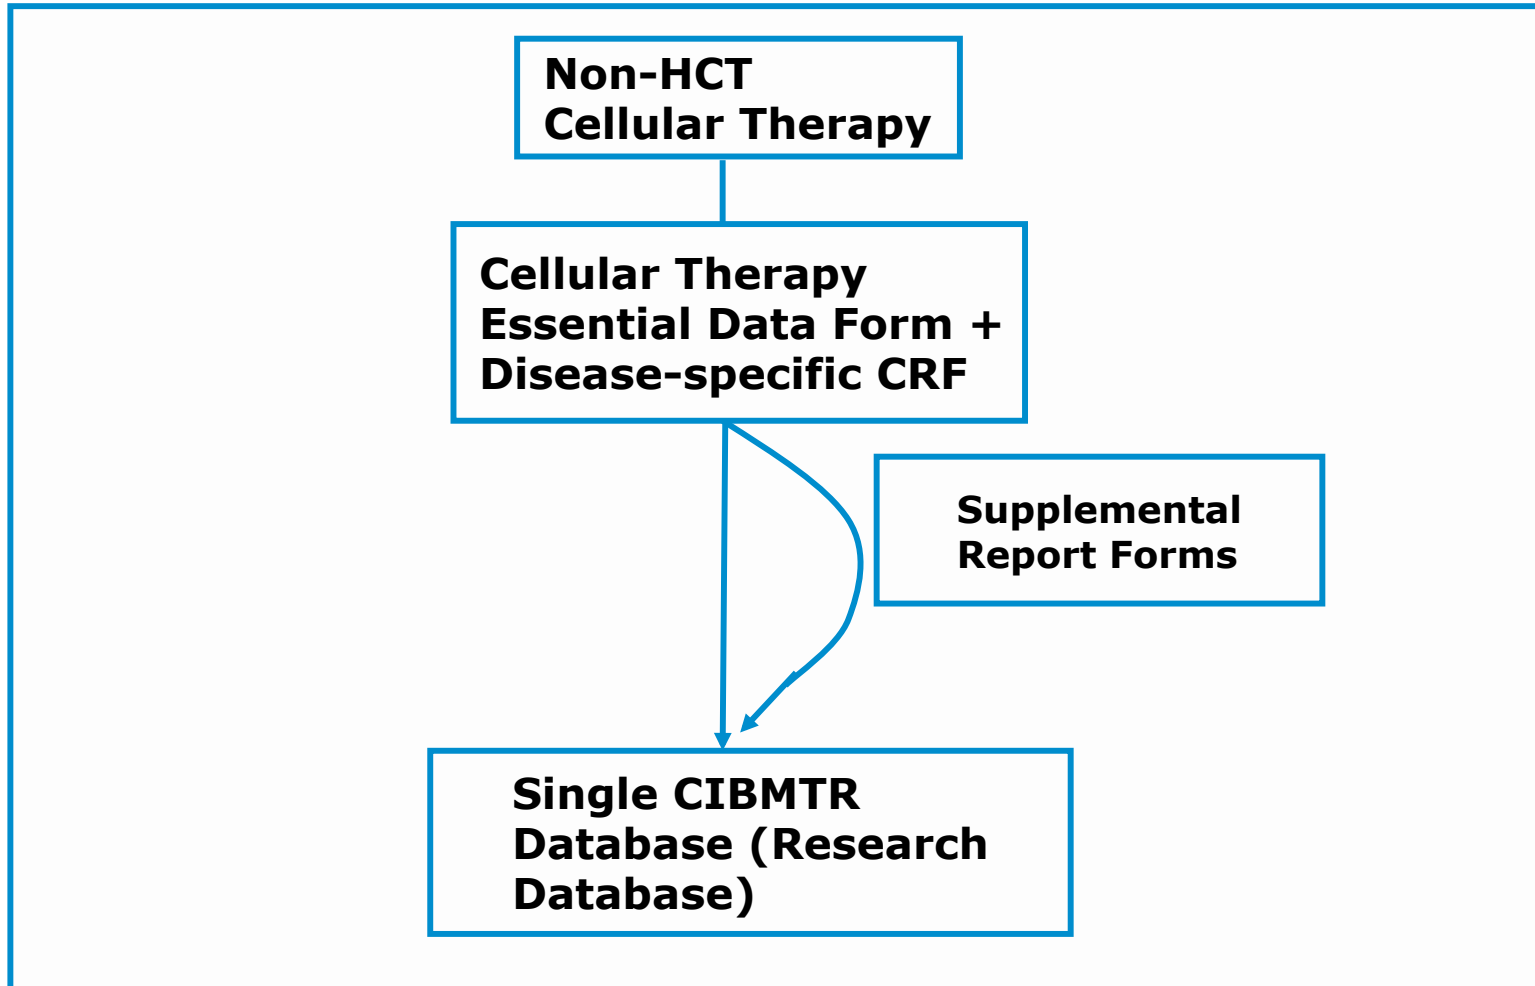 Non-HCT
Cellular Therapy
Cellular Therapy
Essential Data Form +
Disease-specific CRF
Supplemental
Report Forms
Single CIBMTR
Database (Research
Database)